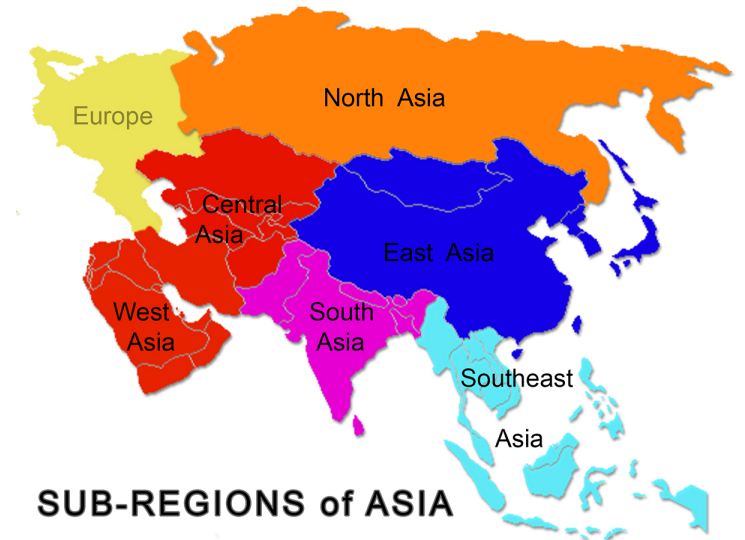 North Asia
Europe
Central
Asia
East Asia
West
Asia
South
Asia
Southeast
Asia
SUB-REGIONS of ASIA